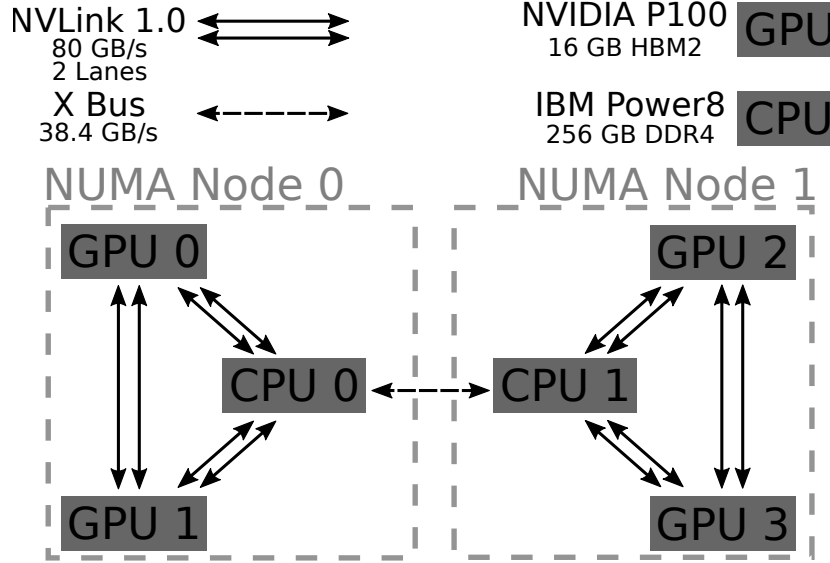 NVLink 1.0
80 GB/s
2 Lanes
X Bus
38.4 GB/s
NVIDIA P100
16 GB HBM2
GPU
IBM Power8
256 GB DDR4
CPU
NUMA Node 0
NUMA Node 1
GPU 0
GPU 2
CPU 0
CPU 1
GPU 1
GPU 3